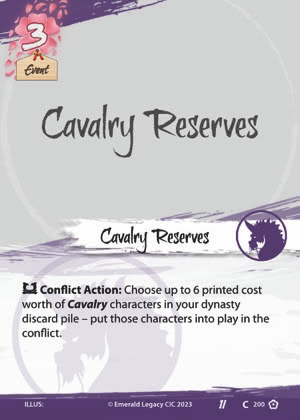 3
Event
Cavalry Reserves
Cavalry Reserves
Conflict Action: Choose up to 6 printed cost
worth of Cavalry characters in your dynasty
discard pile – put those characters into play in the
conflict.
ILLUS: © Emerald Legacy CIC 2023 C 200